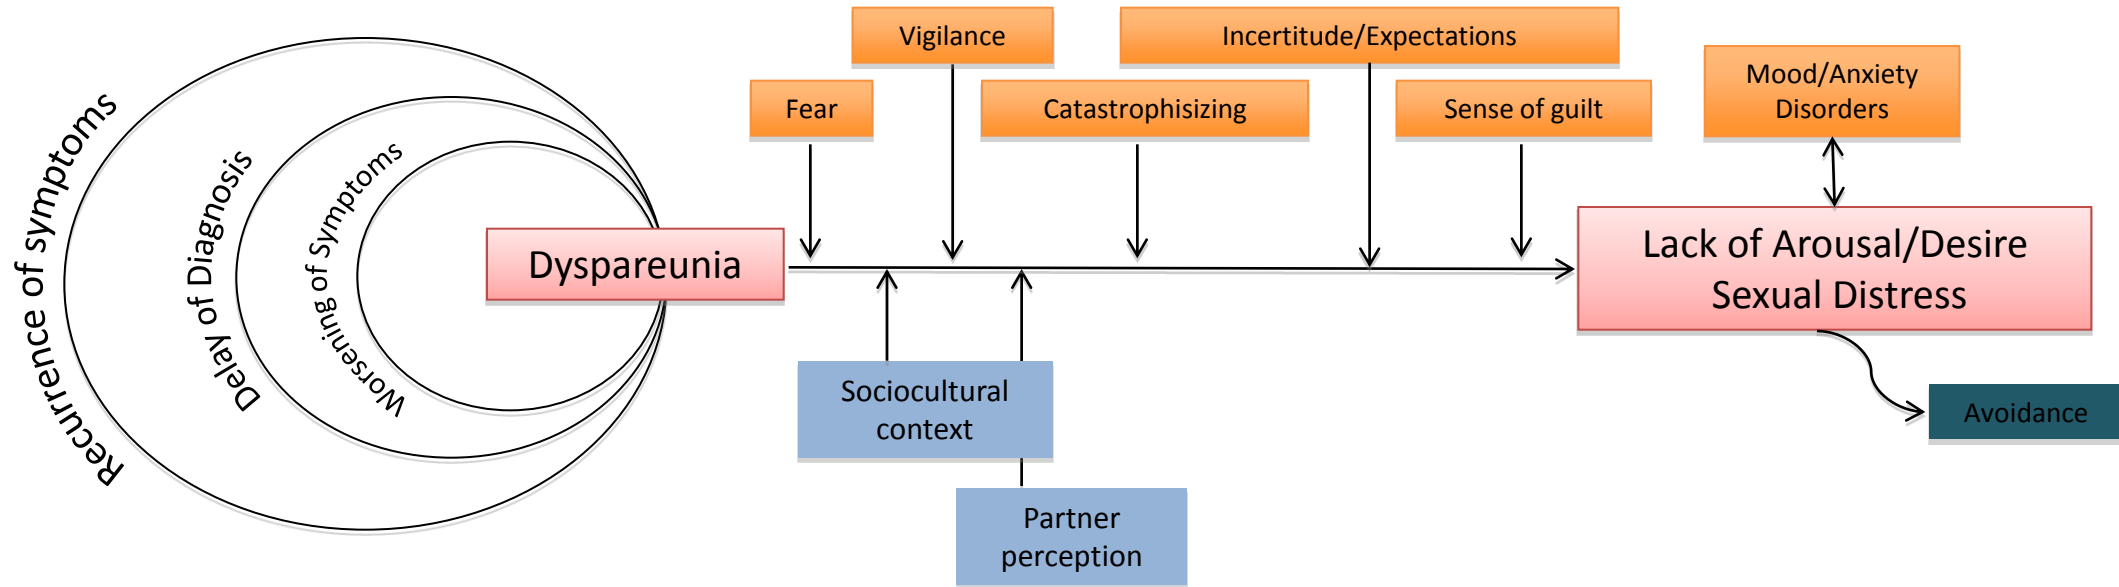 Recurrence of symptoms
Delay of Diagnosis
Worsening of Symptoms
Dyspareunia
Fear
Vigilance
Catastrophisizing
Incertitude/Expectations
Sense of guilt
Mood/Anxiety
Disorders
Lack of Arousal/Desire
Sexual Distress
Sociocultural
context
Partner
perception
Avoidance